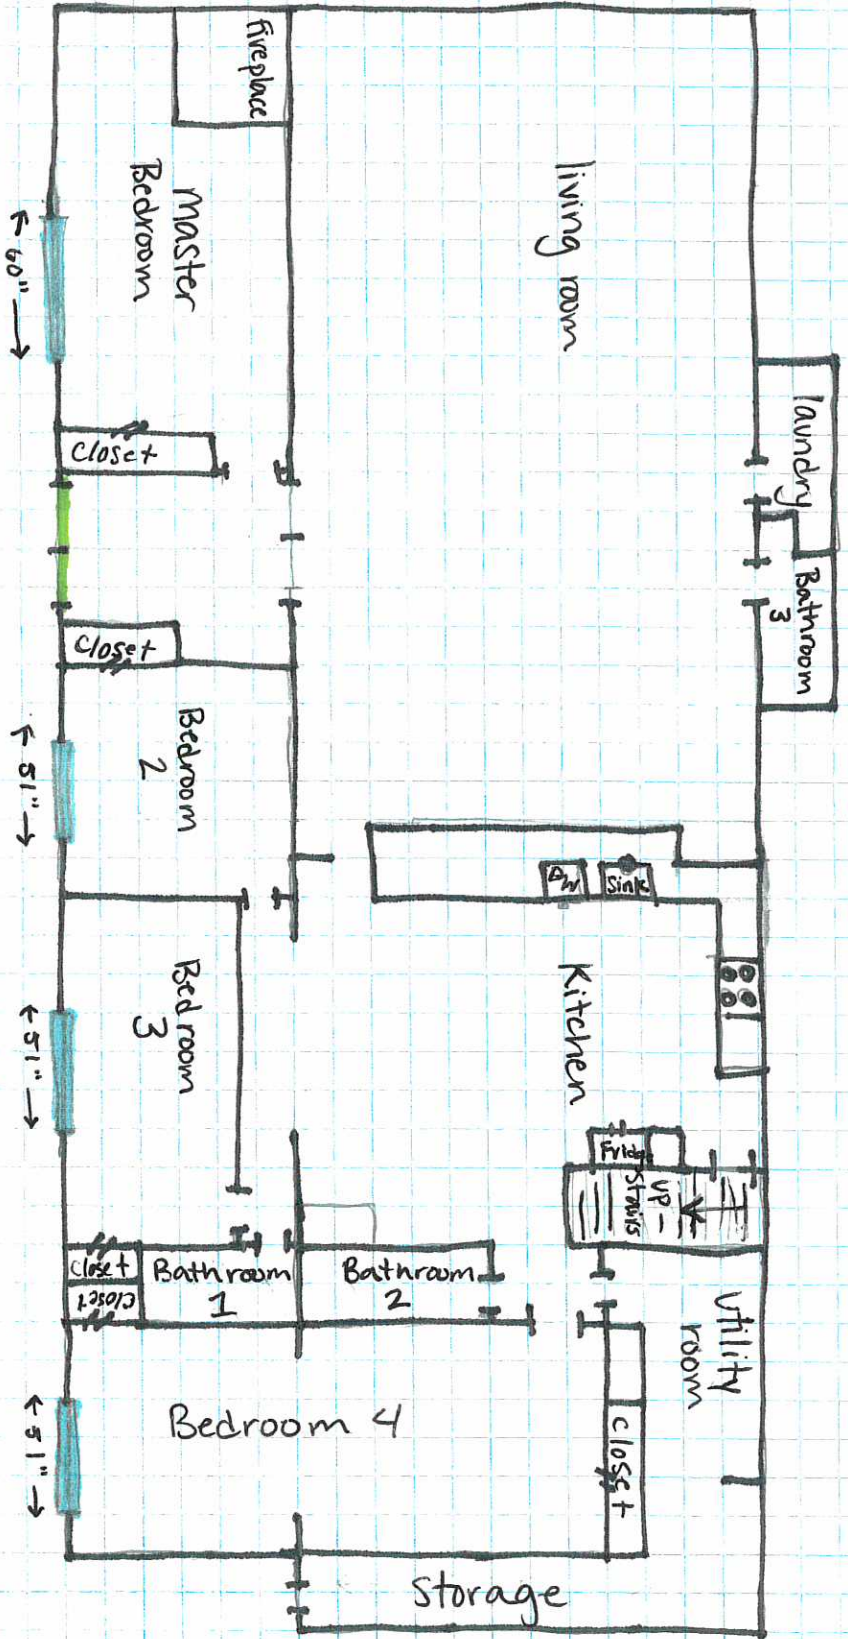 fireplace
living room
master
Bedroom
← 60" →
laundry
Closet
Bathroom
3
Closet
Bedroom
2
← 51" →
DW
Sink
Kitchen
Bedroom
3
← 51" →
Fridge
UP -
Stairs
Closet
Closet
Bathroom
1
Bathroom
2
Utility
room
Bedroom 4
Closet
← 51" →
Storage